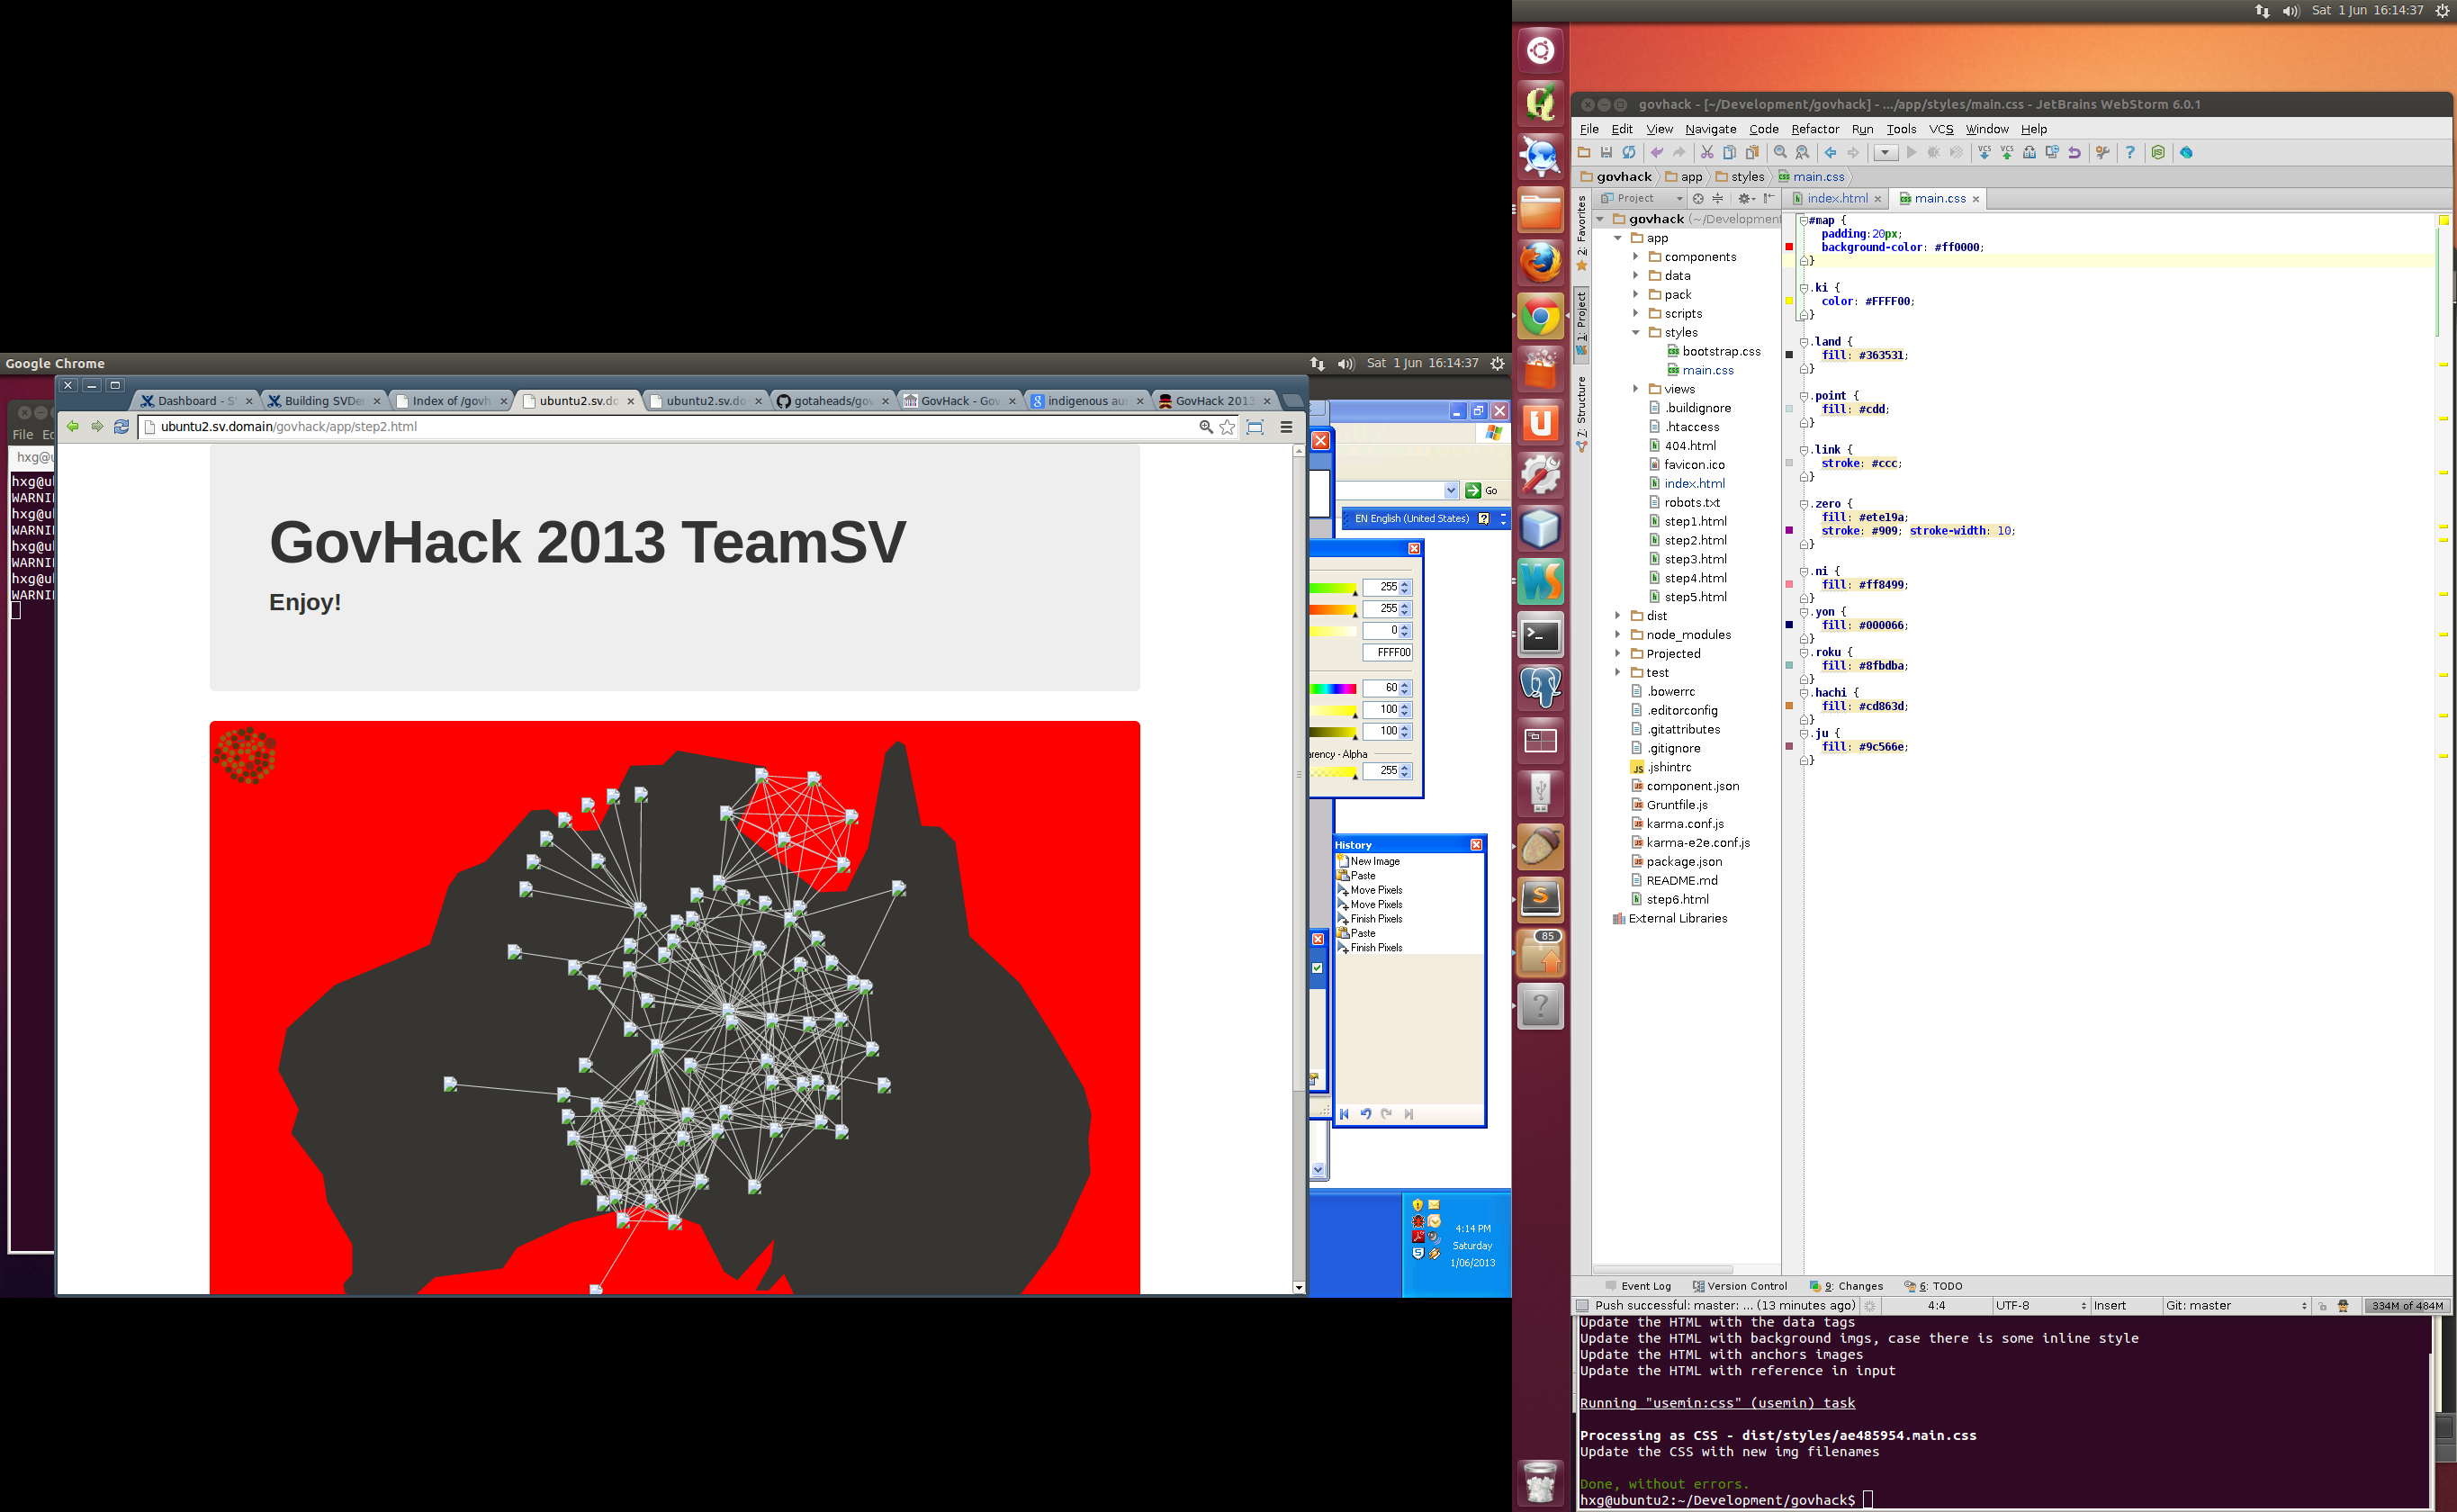 Google Chrome
Sat 1 Jun 16:14:37
Dashboard - S
Building SVDe
Index of /govh
ubuntu2.sv.do
ubuntu2.sv.do
gotaheads/gov
GovHack - Gov
indigenous aus
GovHack 2013
File
ubuntu2.sv.domain/govhack/app/step2.html
hxg@u
hxg@ul
WARNI
hxg@ul
WARNI
hxg@ul
WARNI
hxg@ul
WARNI
GovHack 2013 TeamSV
Enjoy!
Go
EN English (United States)
255
255
0
FFFF00
60
100
100
arency - Alpha
255
History
New Image
Paste
Move Pixels
Move Pixels
Finish Pixels
Paste
Finish Pixels
4:14 PM
Saturday
1/06/2013
Sat 1 Jun 16:14:37
85
govhack - [~/Development/govhack] - .../app/styles/main.css - JetBrains WebStorm 6.0.1
File Edit View Navigate Code Refactor Run Tools VCS Window Help
VCS VCS
govhack app styles main.css
Project
index.html
main.css
2: Favorites
1: Project
7: Structure
govhack (~/Development
app
components
data
pack
scripts
styles
bootstrap.css
main.css
views
.buildignore
.htaccess
404.html
favicon.ico
index.html
robots.txt
step1.html
step2.html
step3.html
step4.html
step5.html
dist
node_modules
Projected
test
.bowerrc
.editorconfig
.gitattributes
.gitignore
.jshintrc
component.json
Gruntfile.js
karma.conf.js
karma-e2e.conf.js
package.json
README.md
step6.html
External Libraries
#map {
padding:20px;
background-color: #ff0000;
}
.ki {
color: #FFFF00;
}
.land {
fill: #363531;
}
.point {
fill: #cdd;
}
.link {
stroke: #ccc;
}
.zero {
fill: #ete19a;
stroke: #909; stroke-width: 10;
}
.ni {
fill: #ff8499;
}
.yon {
fill: #000066;
}
.roku {
fill: #8fbdba;
}
.hachi {
fill: #cd863d;
}
.ju {
fill: #9c566e;
}
Event Log Version Control 9: Changes 6: TODO
Push successful: master: ... (13 minutes ago) 4:4 UTF-8 Insert Git: master 334M of 484M
Update the HTML with the data tags
Update the HTML with background imgs, case there is some inline style
Update the HTML with anchors images
Update the HTML with reference in input
Running "usemin:css" (usemin) task
Processing as CSS - dist/styles/ae485954.main.css
Update the CSS with new img filenames
Done, without errors.
hxg@ubuntu2:~/Development/govhack$